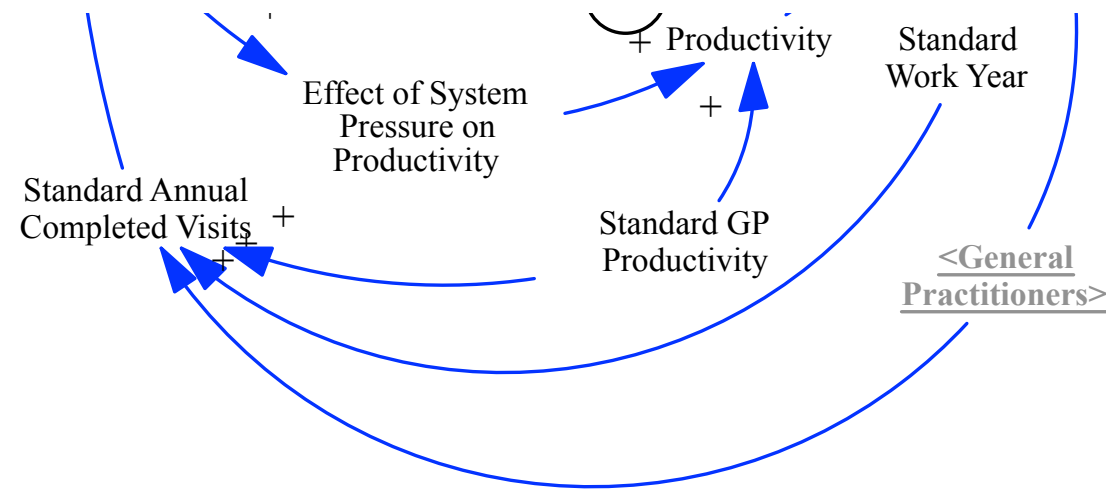 + Productivity
Standard
Work Year
Effect of System
Pressure on
Productivity
+
Standard Annual
Completed Visits
+
+
+
Standard GP
Productivity
<General
Practitioners>